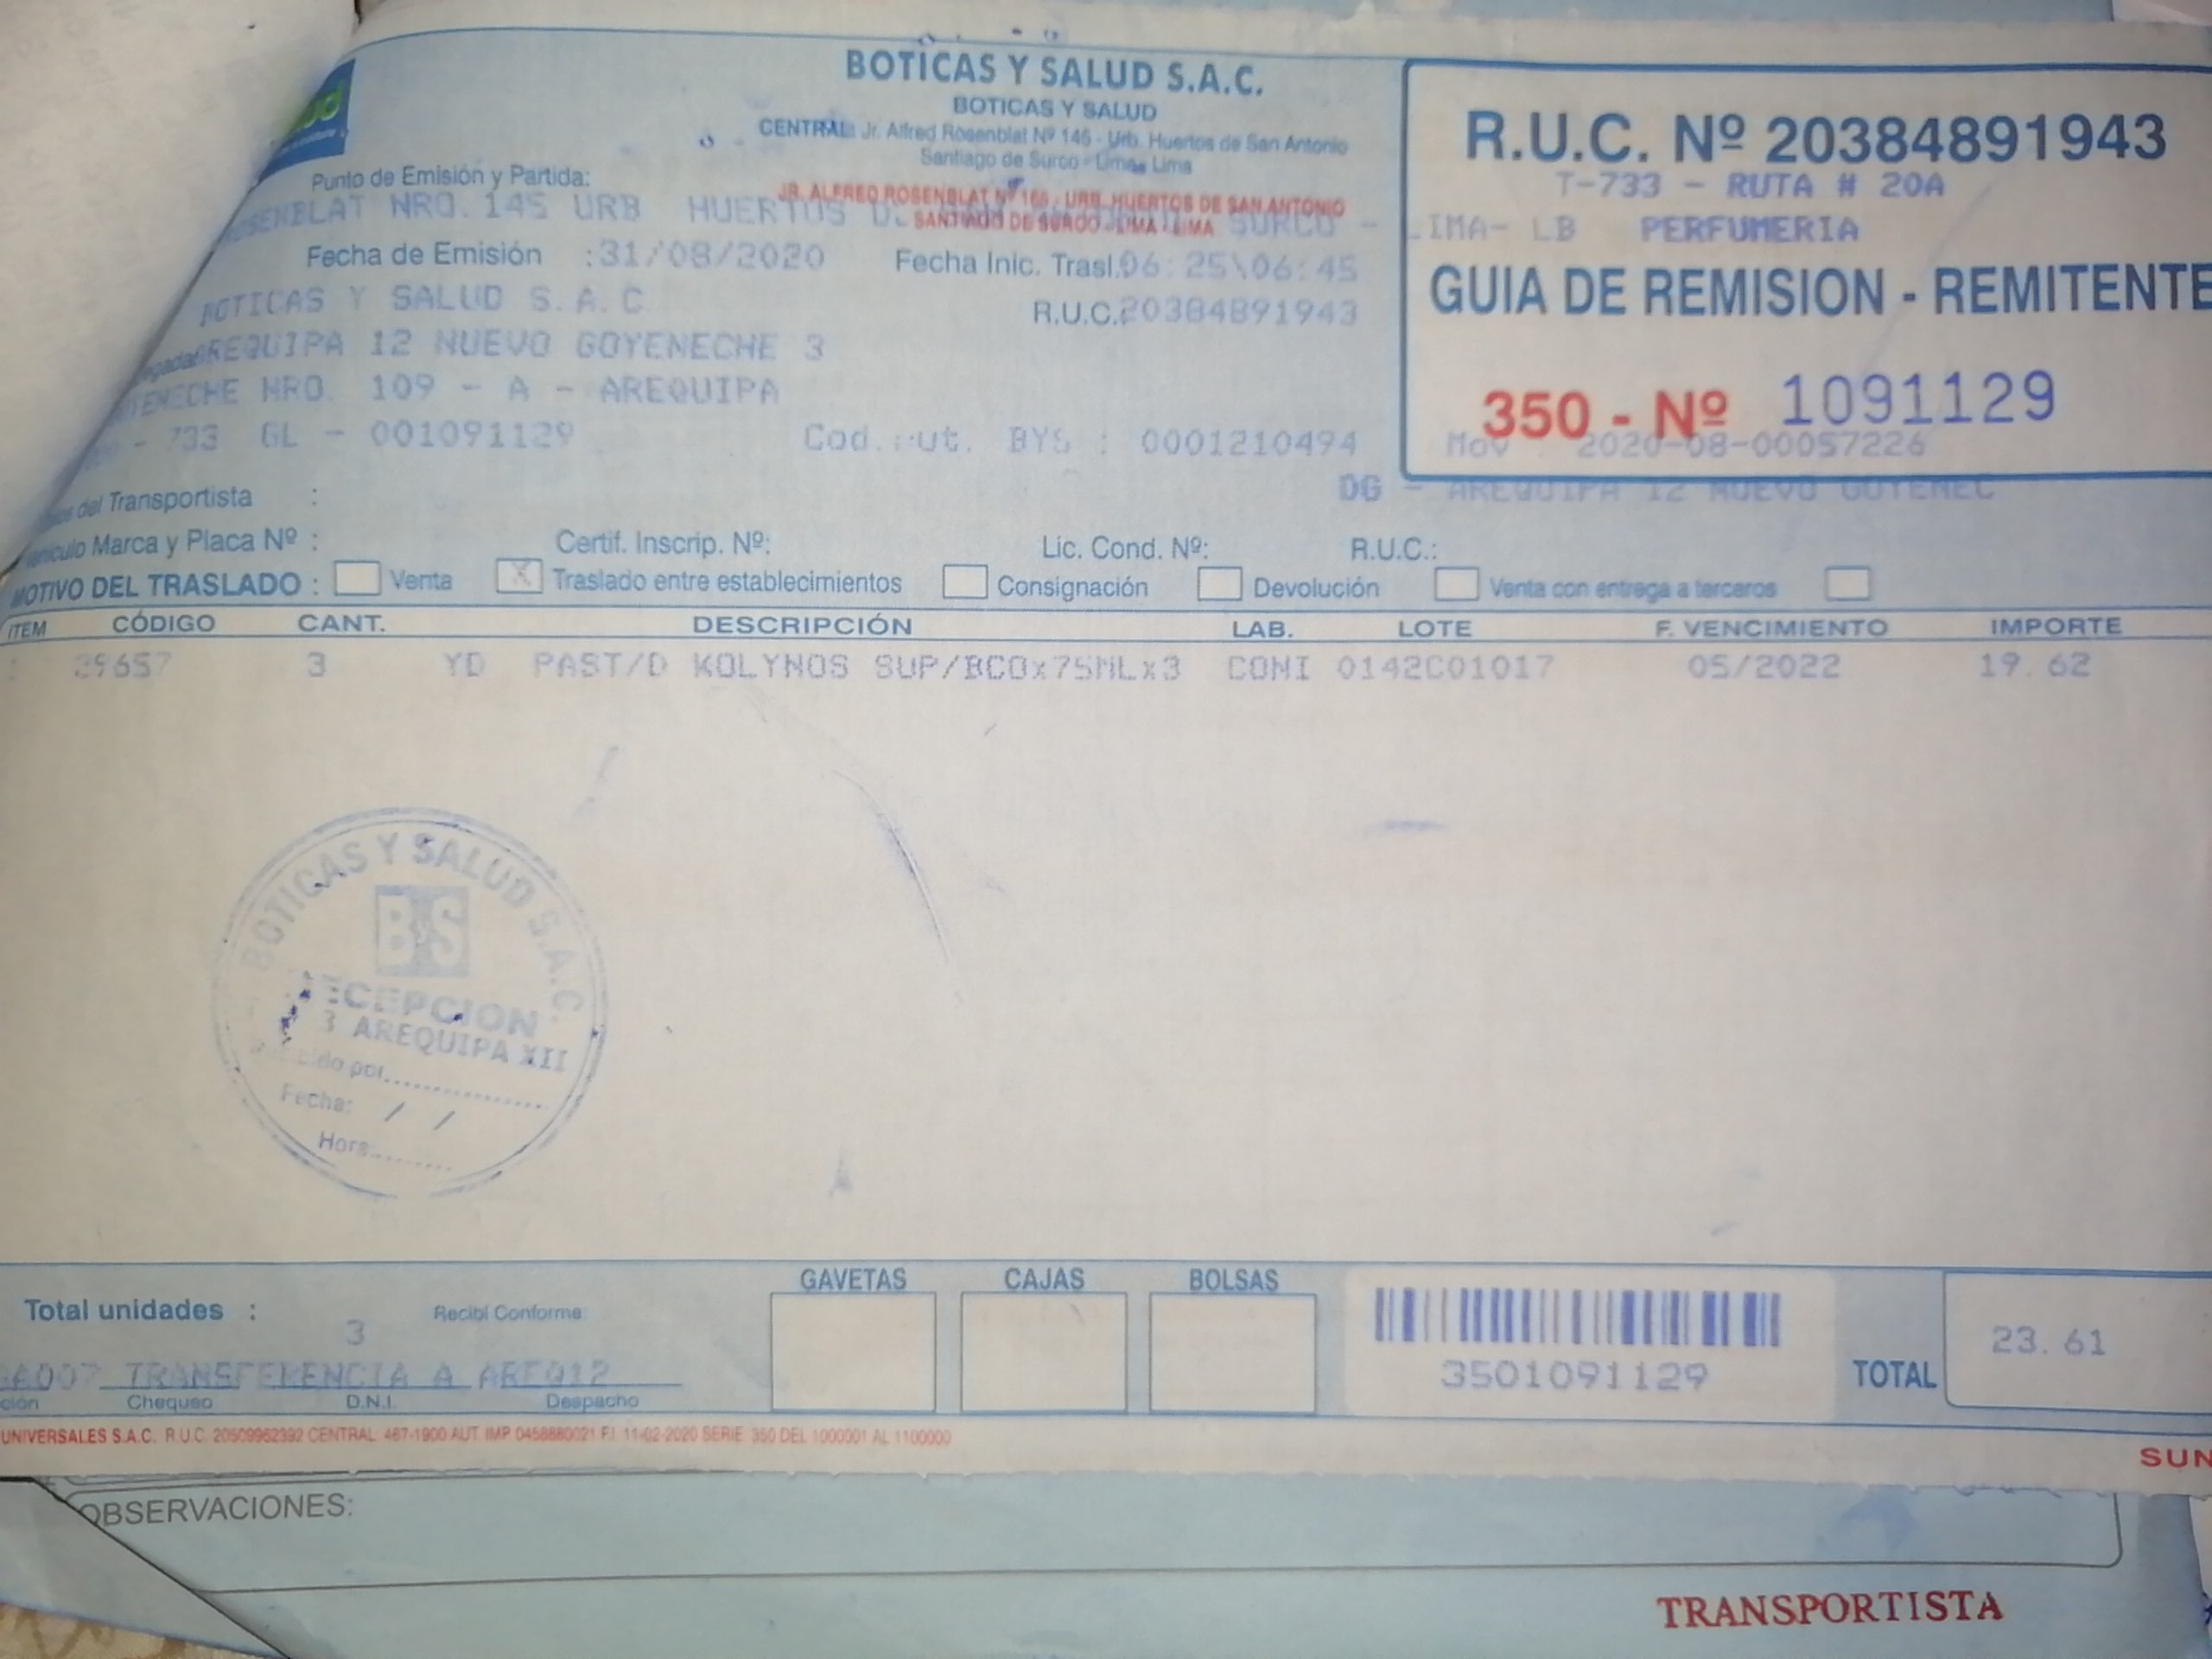 BOTICAS Y SALUD S.A.C.
BOTICAS Y SALUD
CENTRAL: Jr. Alfred Rosenblat Nº 145 - Urb. Huertos de San Antonio
Santiago de Surco - Lima - Lima
JR. ALFRED ROSENBLAT Nº 165 - URB. HUERTOS DE SAN ANTONIO
SANTIAGO DE SURCO - LIMA - LIMA
R.U.C. Nº 20384891943
T-733 - RUTA # 20A
Punto de Emisión y Partida:
NRO. 145 URB HUERTOS SURCO - LIMA- LB PERFUMERIA
Fecha de Emisión :31/08/2020 Fecha Inic. Trasl.06:25\06:45
GUIA DE REMISION - REMITENTE
BOTICAS Y SALUD S.A.C. R.U.C.20384891943
AREQUIPA 12 NUEVO GOYENECHE 3
NRO. 109 - A - AREQUIPA
350 - Nº 1091129
- 733 GL - 001091129 BYS : 0001210494 Mov 2020-08-00057226
del Transportista :
DG - AREQUIPA 12 NUEVO GOYENEC
Marca y Placa Nº : Certif. Inscrip. Nº: Lic. Cond. Nº: R.U.C.:
MOTIVO DEL TRASLADO : Venta X Traslado entre establecimientos Consignación Devolución Venta con entrega a terceros
ITEM CÓDIGO CANT. DESCRIPCIÓN LAB. LOTE F. VENCIMIENTO IMPORTE
29657 3 YD PAST/D KOLYNOS SUP/BCOx75MLx3 COMI 0142C01017 05/2022 19.62
BOTICAS Y SALUD S.A.C.
BS
RECEPCION
3 AREQUIPA XII
por
Fecha: / /
Hora
GAVETAS CAJAS BOLSAS
Total unidades : 3 Recibí Conforme
3501091129
TOTAL 23.61
TRANSFERENCIA A AREQ12
Chequeo D.N.I. Despacho
UNIVERSALES S.A.C. R.U.C. 20509962392 CENTRAL 467-1900 AUT. IMP. 0458880021 F.I. 11-02-2020 SERIE 350 DEL 1000001 AL 1100000
SUN
OBSERVACIONES:
TRANSPORTISTA